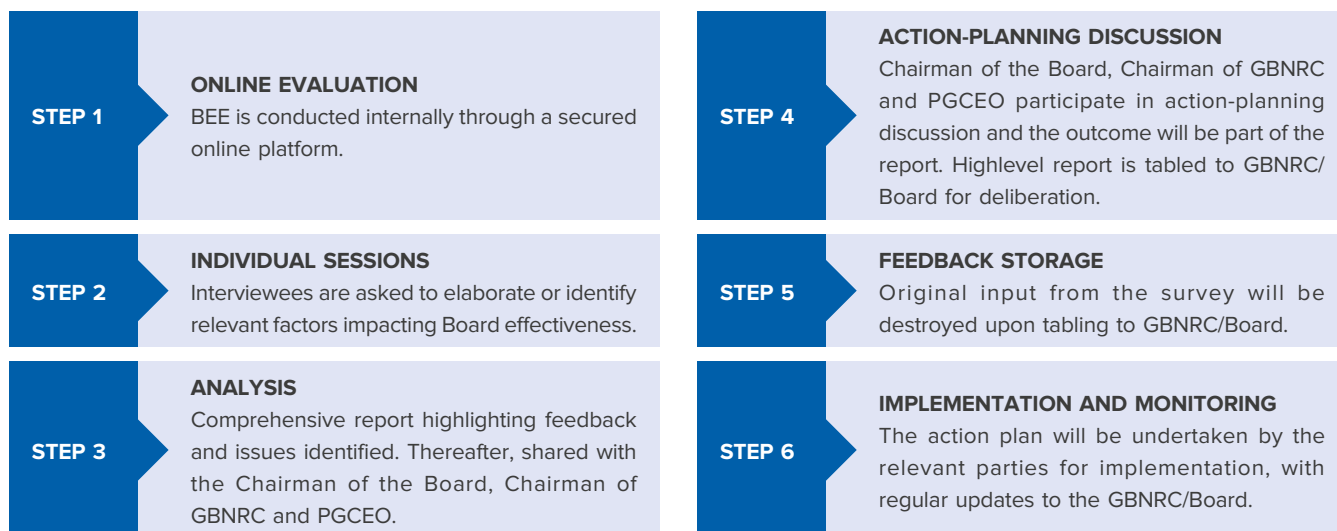 STEP 1
ONLINE EVALUATION
BEE is conducted internally through a secured
online platform.
STEP 2
INDIVIDUAL SESSIONS
Interviewees are asked to elaborate or identify
relevant factors impacting Board effectiveness.
STEP 3
ANALYSIS
Comprehensive report highlighting feedback
and issues identified. Thereafter, shared with
the Chairman of the Board, Chairman of
GBNRC and PGCEO.
STEP 4
ACTION-PLANNING DISCUSSION
Chairman of the Board, Chairman of GBNRC
and PGCEO participate in action-planning
discussion and the outcome will be part of the
report. Highlevel report is tabled to GBNRC/
Board for deliberation.
STEP 5
FEEDBACK STORAGE
Original input from the survey will be
destroyed upon tabling to GBNRC/Board.
STEP 6
IMPLEMENTATION AND MONITORING
The action plan will be undertaken by the
relevant parties for implementation, with
regular updates to the GBNRC/Board.